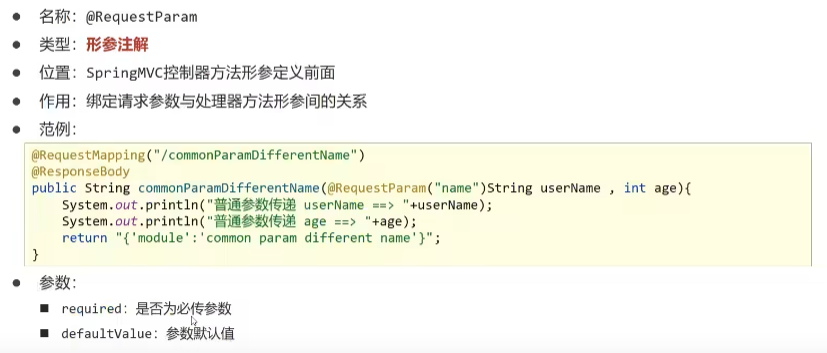 名称：@RequestParam
类型：形参注解
位置：SpringMVC控制器方法形参定义前面
作用：绑定请求参数与处理器方法形参间的关系
范例：
@RequestMapping("/commonParamDifferentName")
@ResponseBody
public String commonParamDifferentName(@RequestParam("name")String userName , int age){
    System.out.println("普通参数传递 userName ==> "+userName);
    System.out.println("普通参数传递 age ==> "+age);
    return "{'module':'common param different name'}";
}
参数：
required：是否为必传参数
defaultValue：参数默认值